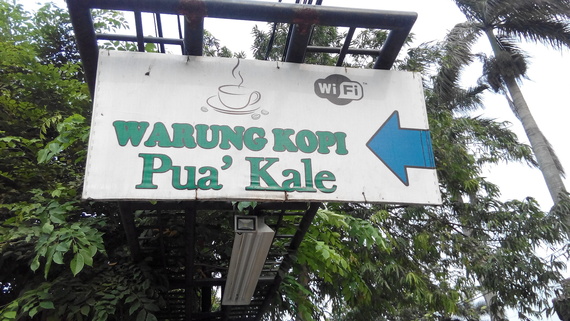 WiFi
WARUNG KOPI
Pua' Kale